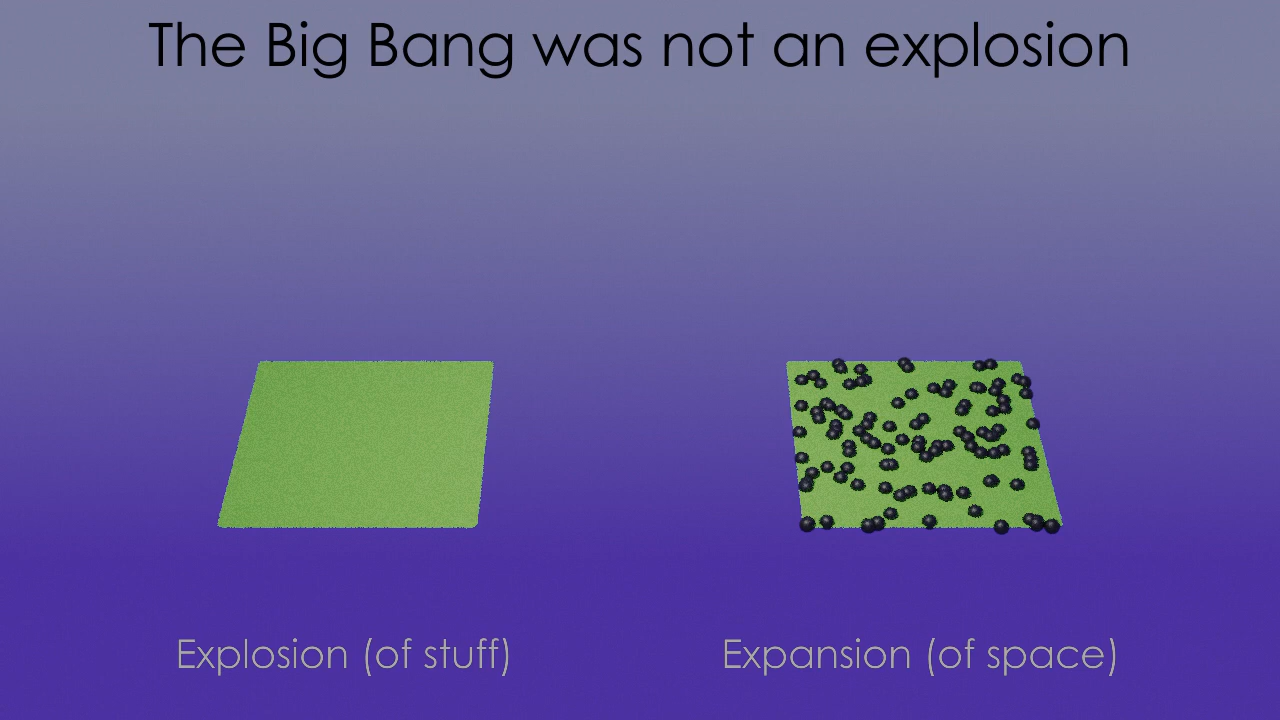 The Big Bang was not an explosion
Explosion (of stuff)
Expansion (of space)